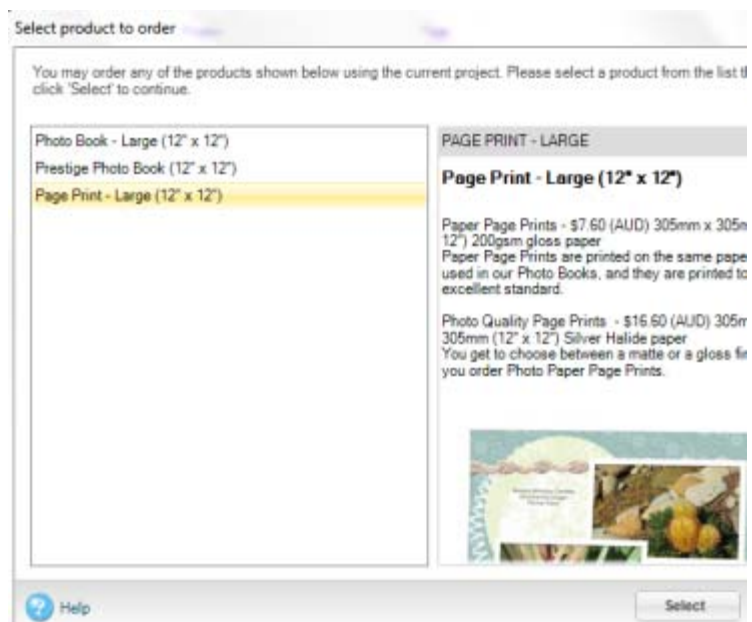 Select product to order
You may order any of the products shown below using the current project. Please select a product from the list
click 'Select' to continue.
Photo Book - Large (12" x 12")
Prestige Photo Book (12" x 12")
Page Print - Large (12" x 12")
PAGE PRINT - LARGE
Page Print - Large (12" x 12")
Paper Page Prints - $7.60 (AUD) 305mm x
12") 200gsm gloss paper
Paper Page Prints are printed on the same
used in our Photo Books, and they are printed to
excellent standard.
Photo Quality Page Prints - $16.60 (AUD)
305mm (12" x 12") Silver Halide paper
You get to choose between a matte or a gloss
you order Photo Paper Page Prints.
Help
Select